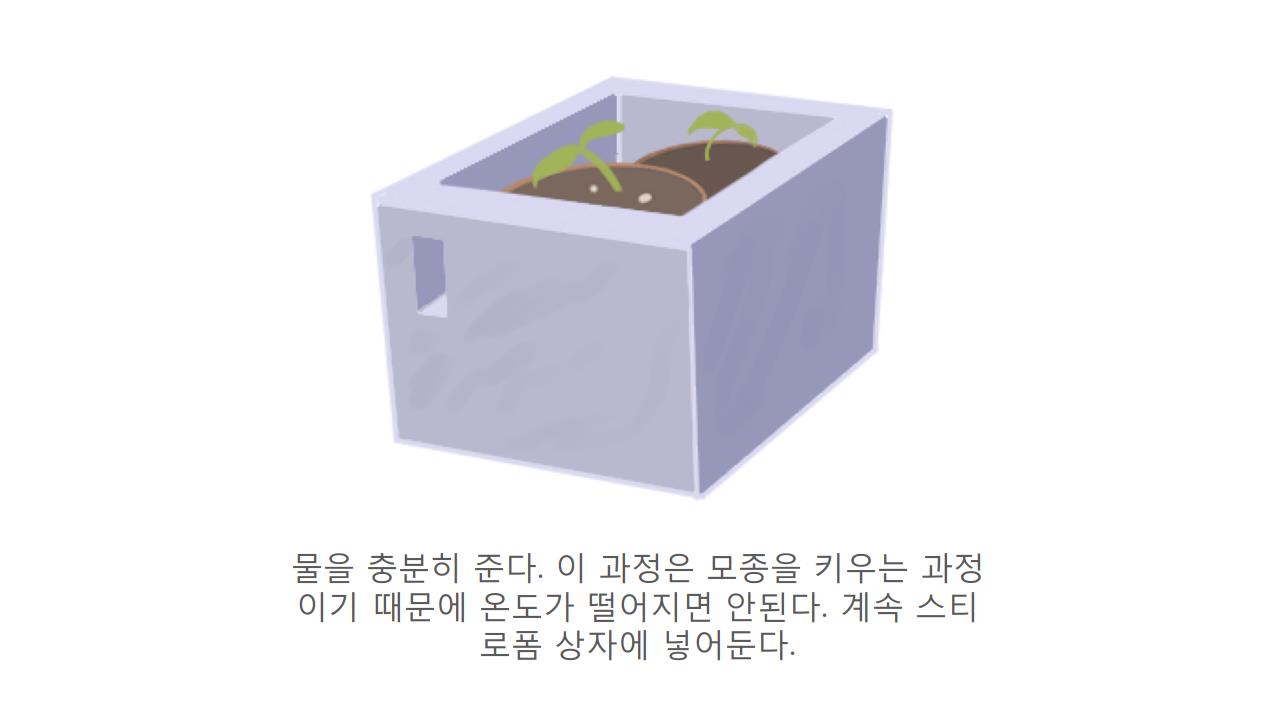 물을 충분히 준다. 이 과정은 모종을 키우는 과정
이기 때문에 온도가 떨어지면 안된다. 계속 스티
로폼 상자에 넣어둔다.